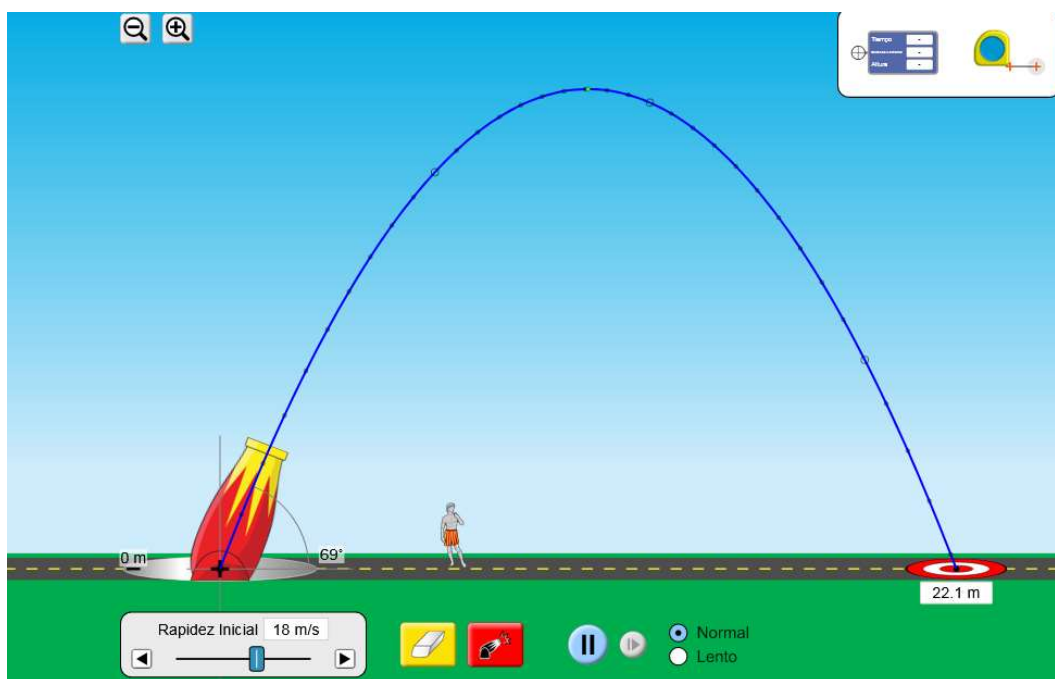 Tiempo -
-
Altura -
0 m
69°
22.1 m
Rapidez Inicial 18 m/s
Normal
Lento